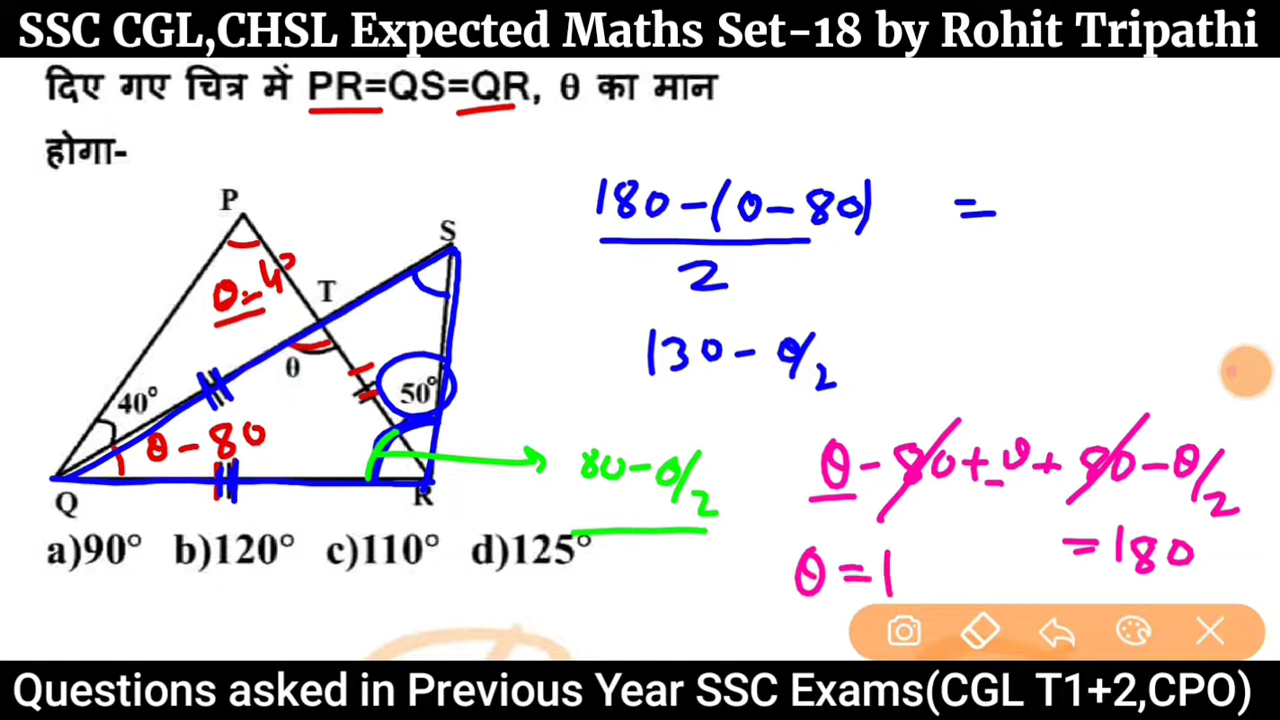 SSC CGL,CHSL Expected Maths Set-18 by Rohit Tripathi
दिए गए चित्र में PR=QS=QR, θ का मान
होगा-
P
S
T
θ-4°
θ
40°
50°
θ - 80
Q
R
180-(θ-80) =
2
130 - θ/2
80-θ/2
θ - 80 + θ + 80 - θ/2
= 180
θ = 1
a)90° b)120° c)110° d)125°
Questions asked in Previous Year SSC Exams(CGL T1+2,CPO)